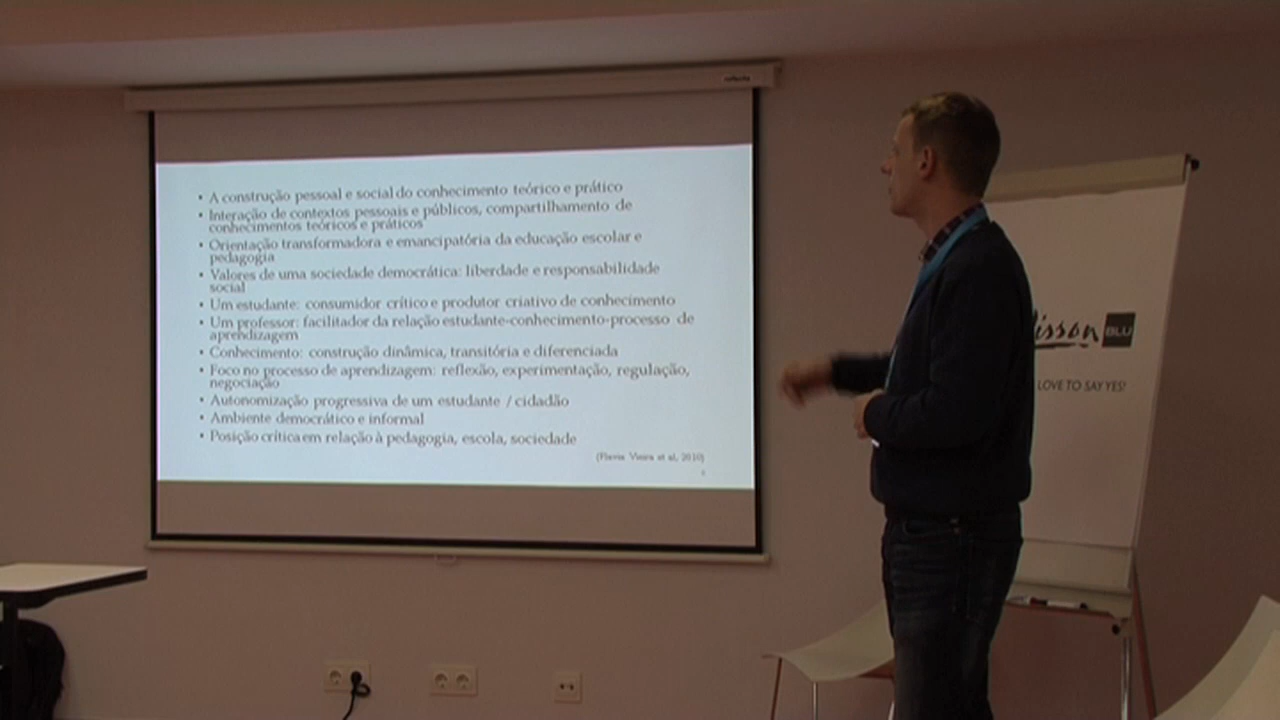 • A construção pessoal e social do conhecimento teórico e prático
• Interação de contextos pessoais e públicos, compartilhamento de
conhecimentos teóricos e práticos
• Orientação transformadora e emancipatória da educação escolar e
pedagogia
• Valores de uma sociedade democrática: liberdade e responsabilidade
social
• Um estudante: consumidor crítico e produtor criativo de conhecimento
• Um professor: facilitador da relação estudante-conhecimento-processo de
aprendizagem
• Conhecimento: construção dinâmica, transitória e diferenciada
• Foco no processo de aprendizagem: reflexão, experimentação, regulação,
negociação
• Autonomização progressiva de um estudante / cidadão
• Ambiente democrático e informal
• Posição crítica em relação à pedagogia, escola, sociedade
Vieira et al, 2010)
isson BLU
LOVE TO SAY YES!